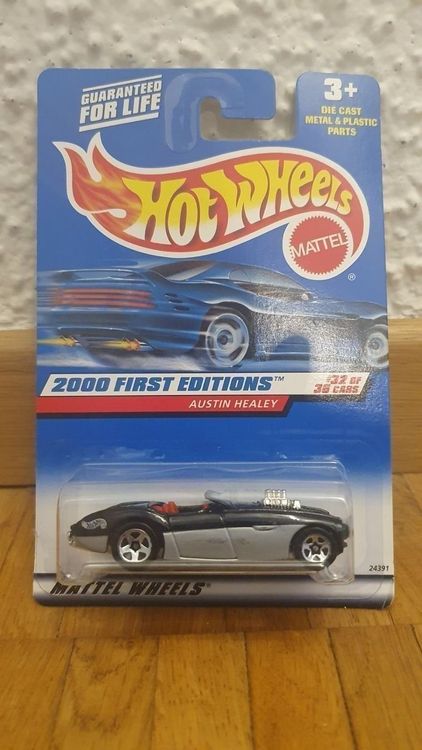 GUARANTEED
FOR LIFE
3+
DIE CAST
METAL & PLASTIC
PARTS
HOT WHEELS
MATTEL
®
2000 FIRST EDITIONS™
#32 OF
36 CARS
AUSTIN HEALEY
24391
MATTEL WHEELS®